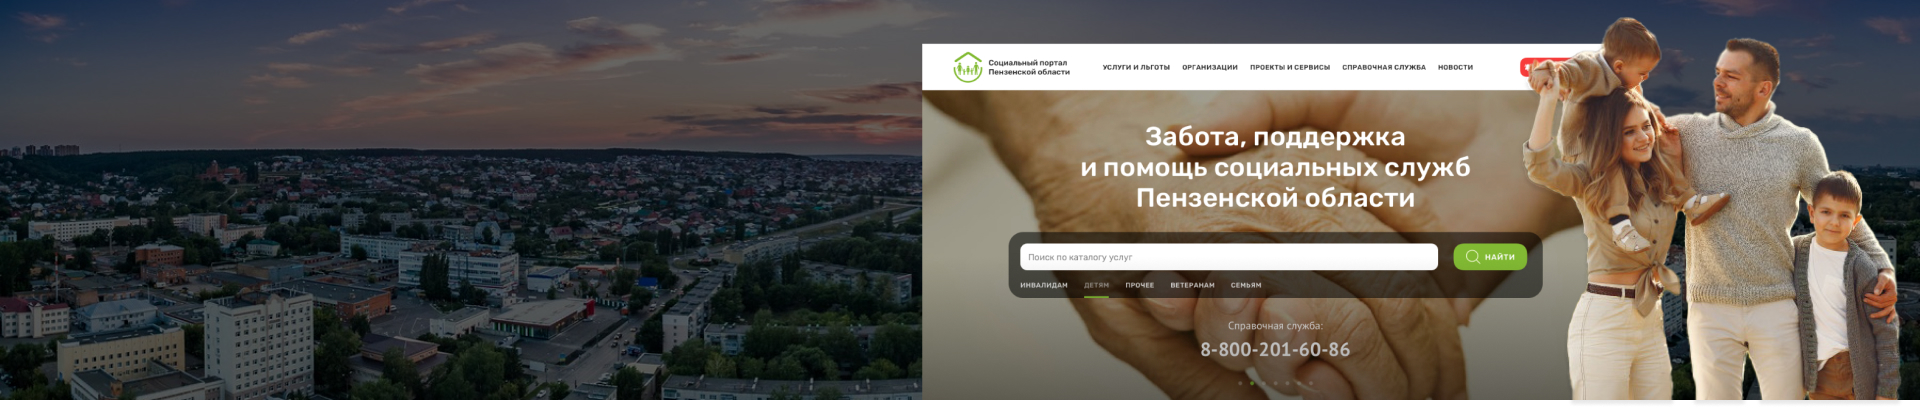 Социальный портал
Пензенской области
УСЛУГИ И ЛЬГОТЫ ОРГАНИЗАЦИИ ПРОЕКТЫ И СЕРВИСЫ СПРАВОЧНАЯ СЛУЖБА НОВОСТИ
Забота, поддержка
и помощь социальных служб
Пензенской области
Поиск по каталогу услуг
НАЙТИ
ИНВАЛИДАМ ДЕТЯМ ПРОЧЕЕ ВЕТЕРАНАМ СЕМЬЯМ
Справочная служба:
8-800-201-60-86